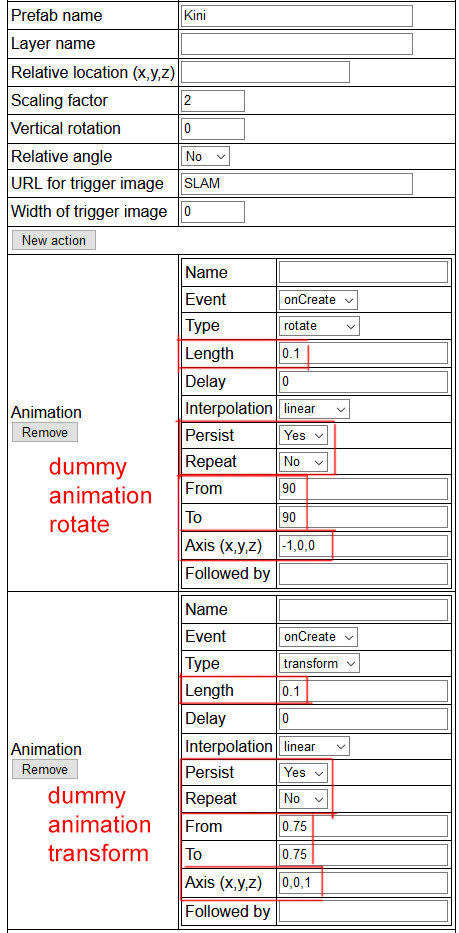 Prefab name Kini
Layer name
Relative location (x,y,z)
Scaling factor 2
Vertical rotation 0
Relative angle No
URL for trigger image SLAM
Width of trigger image 0
New action
Animation
Remove
dummy
animation
rotate
Name
Event onCreate
Type rotate
Length 0.1
Delay 0
Interpolation linear
Persist Yes
Repeat No
From 90
To 90
Axis (x,y,z) -1,0,0
Followed by
Animation
Remove
dummy
animation
transform
Name
Event onCreate
Type transform
Length 0.1
Delay 0
Interpolation linear
Persist Yes
Repeat No
From 0.75
To 0.75
Axis (x,y,z) 0,0,1
Followed by